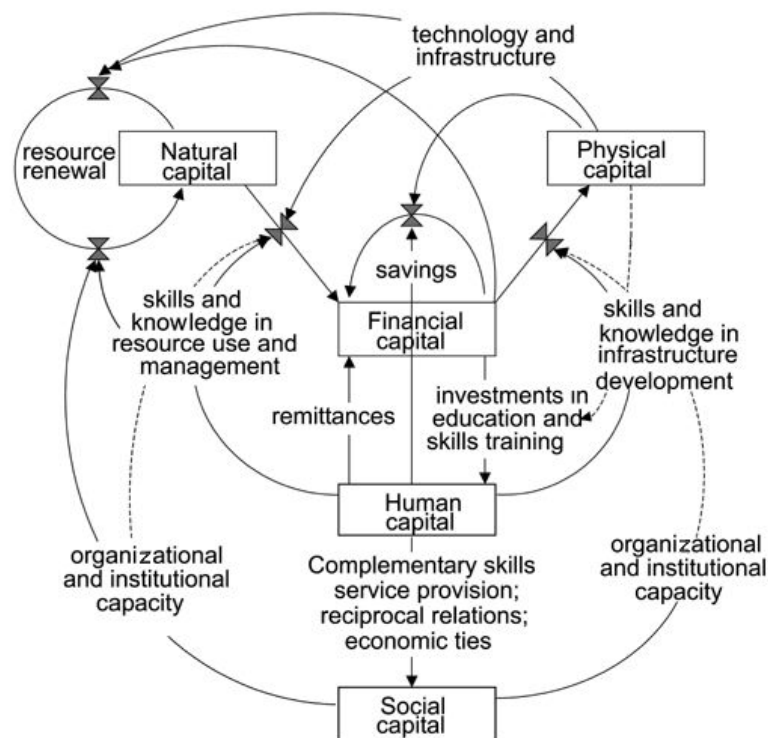 technology and
infrastructure
resource
renewal
Natural
capital
Physical
capital
savings
skills and
knowledge in
resource use and
management
Financial
capital
skills and
knowledge in
infrastructure
development
remittances
investments in
education and
skills training
Human
capital
organizational
and institutional
capacity
Complementary skills
service provision;
reciprocal relations;
economic ties
organizational
and institutional
capacity
Social
capital